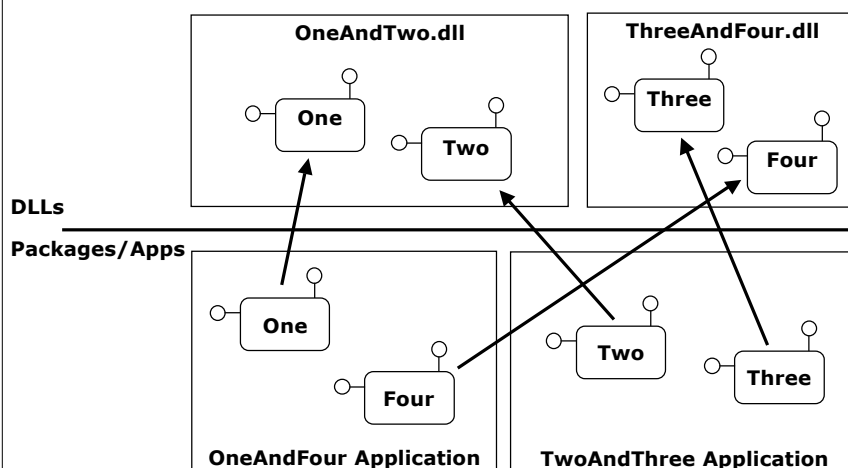 OneAndTwo.dll
ThreeAndFour.dll
One
Two
Three
Four
DLLs
Packages/Apps
One
Four
Two
Three
OneAndFour Application
TwoAndThree Application